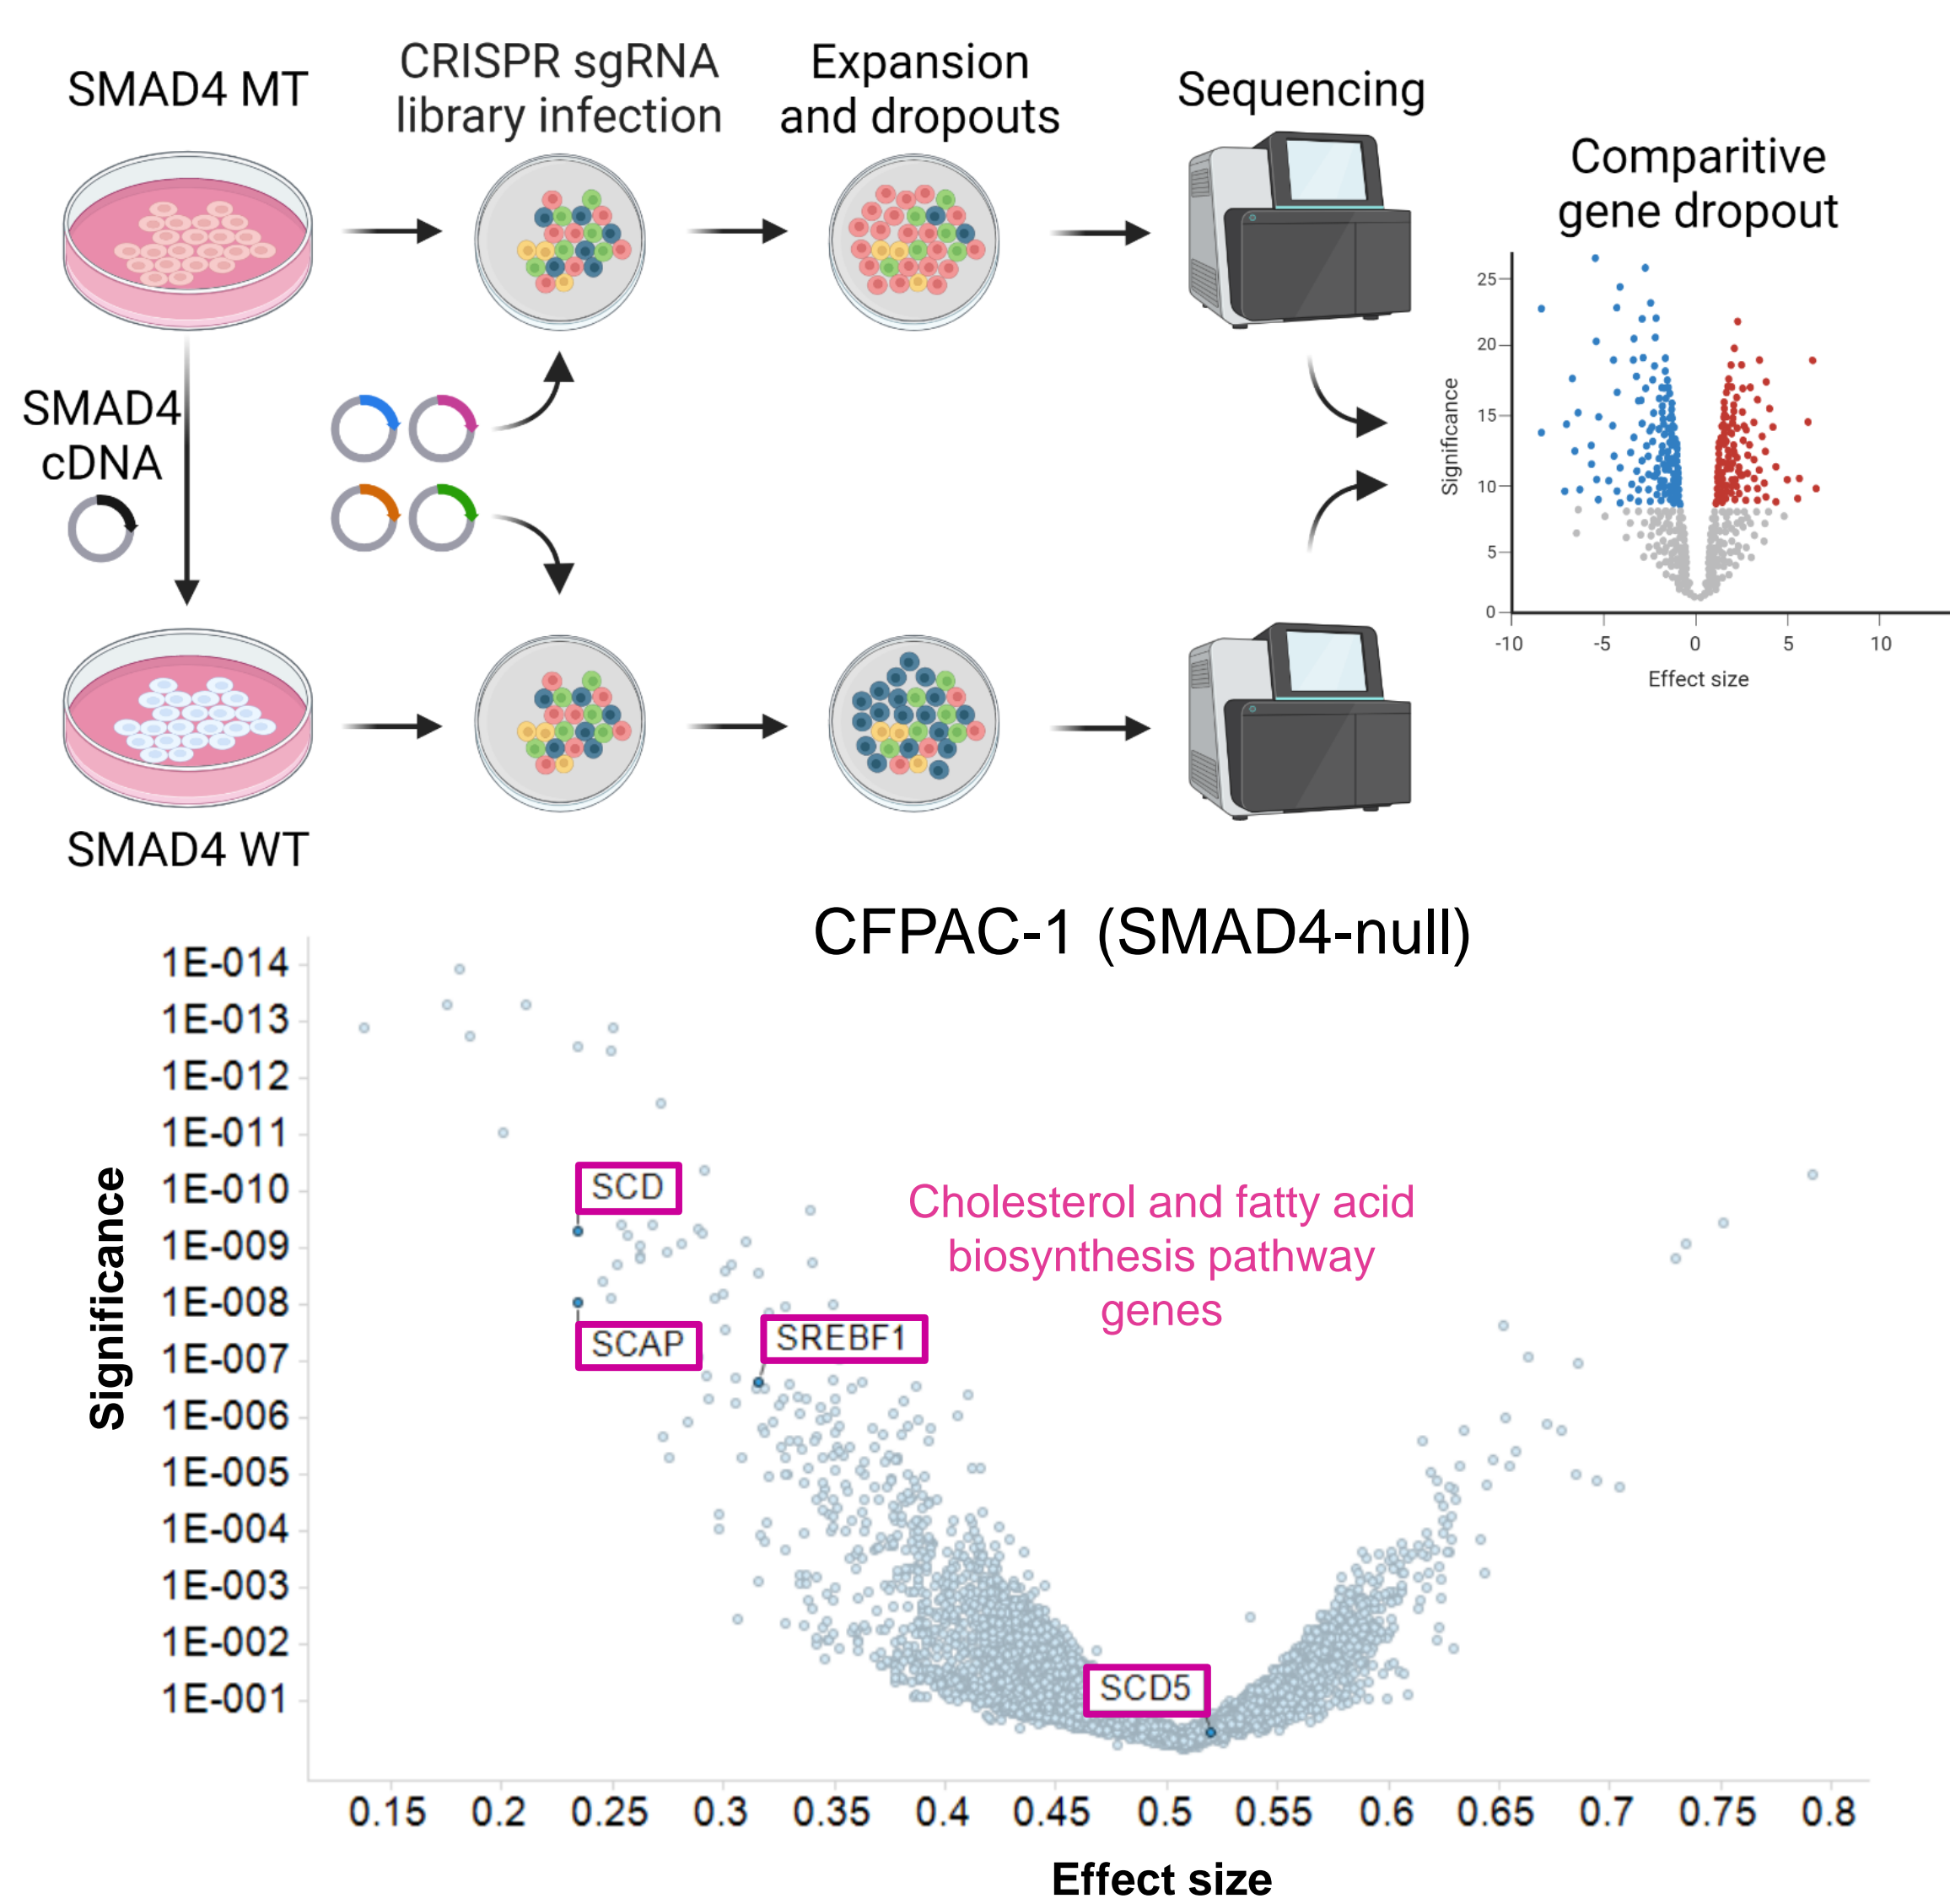 SMAD4 MT
CRISPR sgRNA
library infection
Expansion
and dropouts
Sequencing
Comparitive
gene dropout
SMAD4
cDNA
SMAD4 WT
Significance
25
20
15
10
5
0
-10
-5
0
5
10
Effect size
CFPAC-1 (SMAD4-null)
Significance
1E-014
1E-013
1E-012
1E-011
1E-010
1E-009
1E-008
1E-007
1E-006
1E-005
1E-004
1E-003
1E-002
1E-001
SCD
SCAP
SREBF1
SCD5
Cholesterol and fatty acid
biosynthesis pathway
genes
0.15
0.2
0.25
0.3
0.35
0.4
0.45
0.5
0.55
0.6
0.65
0.7
0.75
0.8
Effect size